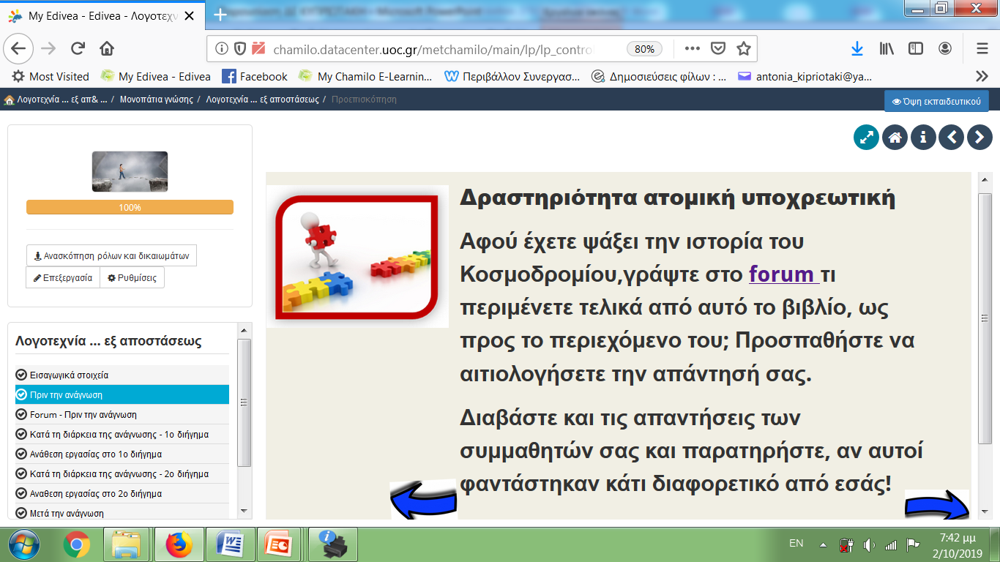 My Edivea - Edivea - Λογοτεχν
chamilo.datacenter.uoc.gr/metchamilo/main/lp/lp_contro
80%
Most Visited
My Edivea - Edivea
Facebook
My Chamilo E-Learnin...
Περιβάλλον Συνεργασ...
Δημοσιεύσεις φίλων : ...
antonia_kipriotaki@ya...
Λογοτεχνία ... εξ απ& ... / Μονοπάτια γνώσης / Λογοτεχνία ... εξ αποστάσεως / Προεπισκόπηση
Όψη εκπαιδευτικού
100%
Ανασκόπηση ρόλων και δικαιωμάτων
Επεξεργασία
Ρυθμίσεις
Λογοτεχνία ... εξ αποστάσεως
Εισαγωγικά στοιχεία
Πριν την ανάγνωση
Forum - Πριν την ανάγνωση
Κατά τη διάρκεια της ανάγνωσης - 1ο διήγημα
Ανάθεση εργασίας στο 1ο διήγημα
Κατά τη διάρκεια της ανάγνωσης - 2ο διήγημα
Αναθεση εργασίας στο 2ο διήγημα
Μετά την ανάγνωση
Δραστηριότητα ατομική υποχρεωτική
Αφού έχετε ψάξει την ιστορία του
Κοσμοδρομίου,γράψτε στο forum τι
περιμένετε τελικά από αυτό το βιβλίο, ως
προς το περιεχόμενο του; Προσπαθήστε να
αιτιολογήσετε την απάντησή σας.
Διαβάστε και τις απαντήσεις των
συμμαθητών σας και παρατηρήστε, αν αυτοί
φαντάστηκαν κάτι διαφορετικό από εσάς!
EN
7:42 μμ
2/10/2019